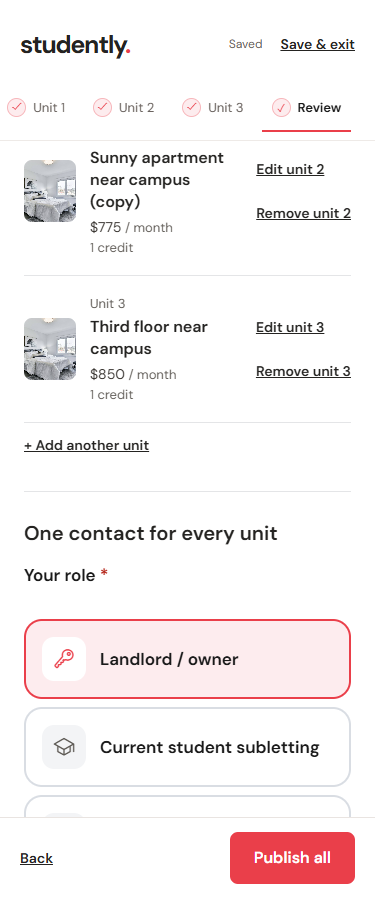 studently.
Saved
Save & exit
Unit 1
Unit 2
Unit 3
Review
Sunny apartment
near campus
(copy)
$775 / month
1 credit
Edit unit 2
Remove unit 2
Unit 3
Third floor near
campus
$850 / month
1 credit
Edit unit 3
Remove unit 3
+ Add another unit
One contact for every unit
Your role *
Landlord / owner
Current student subletting
Back
Publish all